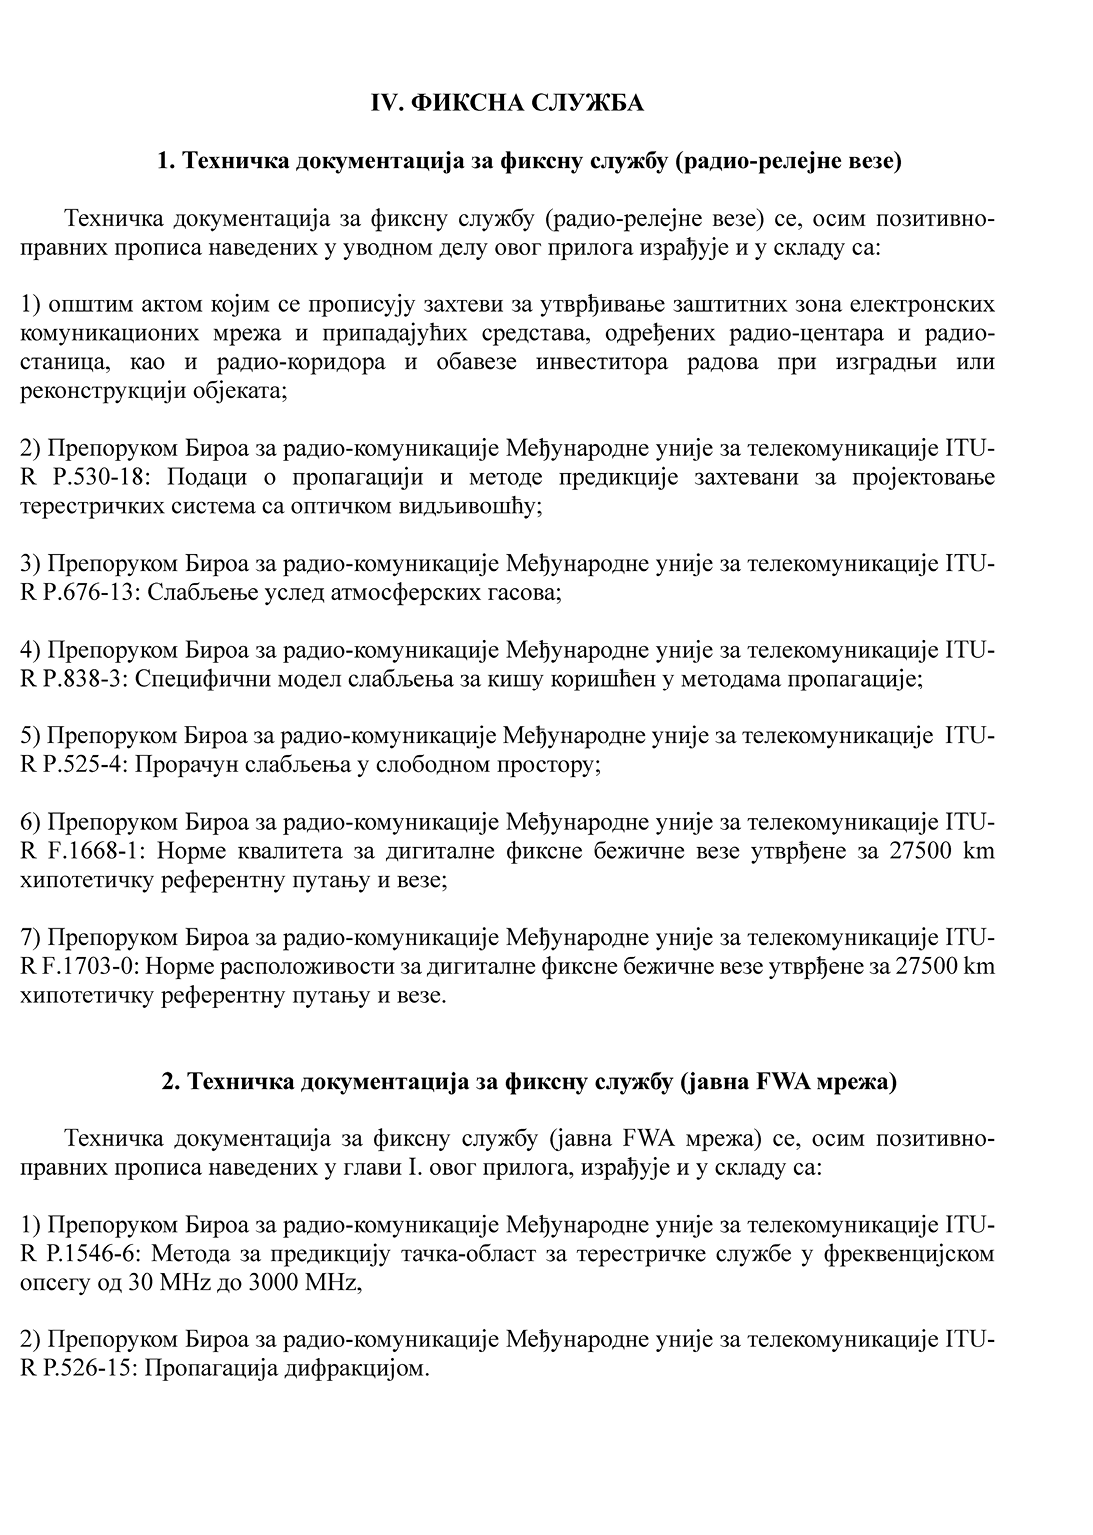 IV. ФИКСНА СЛУЖБА
1. Техничка документација за фиксну службу (радио-релејне везе)
Техничка документација за фиксну службу (радио-релејне везе) се, осим позитивно-
правних прописа наведених у уводном делу овог прилога израђује и у складу са:
1) општим актом којим се прописују захтеви за утврђивање заштитних зона електронских
комуникационих мрежа и припадајућих средстава, одређених радио-центара и радио-
станица, као и радио-коридора и обавезе инвеститора радова при изградњи или
реконструкцији објеката;
2) Препоруком Бироа за радио-комуникације Међународне уније за телекомуникације ITU-
R P.530-18: Подаци о пропагацији и методе предикције захтевани за пројектовање
терестричких система са оптичком видљивошћу;
3) Препоруком Бироа за радио-комуникације Међународне уније за телекомуникације ITU-
R P.676-13: Слабљење услед атмосферских гасова;
4) Препоруком Бироа за радио-комуникације Међународне уније за телекомуникације ITU-
R P.838-3: Специфични модел слабљења за кишу коришћен у методама пропагације;
5) Препоруком Бироа за радио-комуникације Међународне уније за телекомуникације ITU-
R P.525-4: Прорачун слабљења у слободном простору;
6) Препоруком Бироа за радио-комуникације Међународне уније за телекомуникације ITU-
R F.1668-1: Норме квалитета за дигиталне фиксне бежичне везе утврђене за 27500 km
хипотетичку референтну путању и везе;
7) Препоруком Бироа за радио-комуникације Међународне уније за телекомуникације ITU-
R F.1703-0: Норме расположивости за дигиталне фиксне бежичне везе утврђене за 27500 km
хипотетичку референтну путању и везе.
2. Техничка документација за фиксну службу (јавна FWA мрежа)
Техничка документација за фиксну службу (јавна FWA мрежа) се, осим позитивно-
правних прописа наведених у глави I. овог прилога, израђује и у складу са:
1) Препоруком Бироа за радио-комуникације Међународне уније за телекомуникације ITU-
R P.1546-6: Метода за предикцију тачка-област за терестричке службе у фреквенцијском
опсегу од 30 MHz до 3000 MHz,
2) Препоруком Бироа за радио-комуникације Међународне уније за телекомуникације ITU-
R P.526-15: Пропагација дифракцијом.